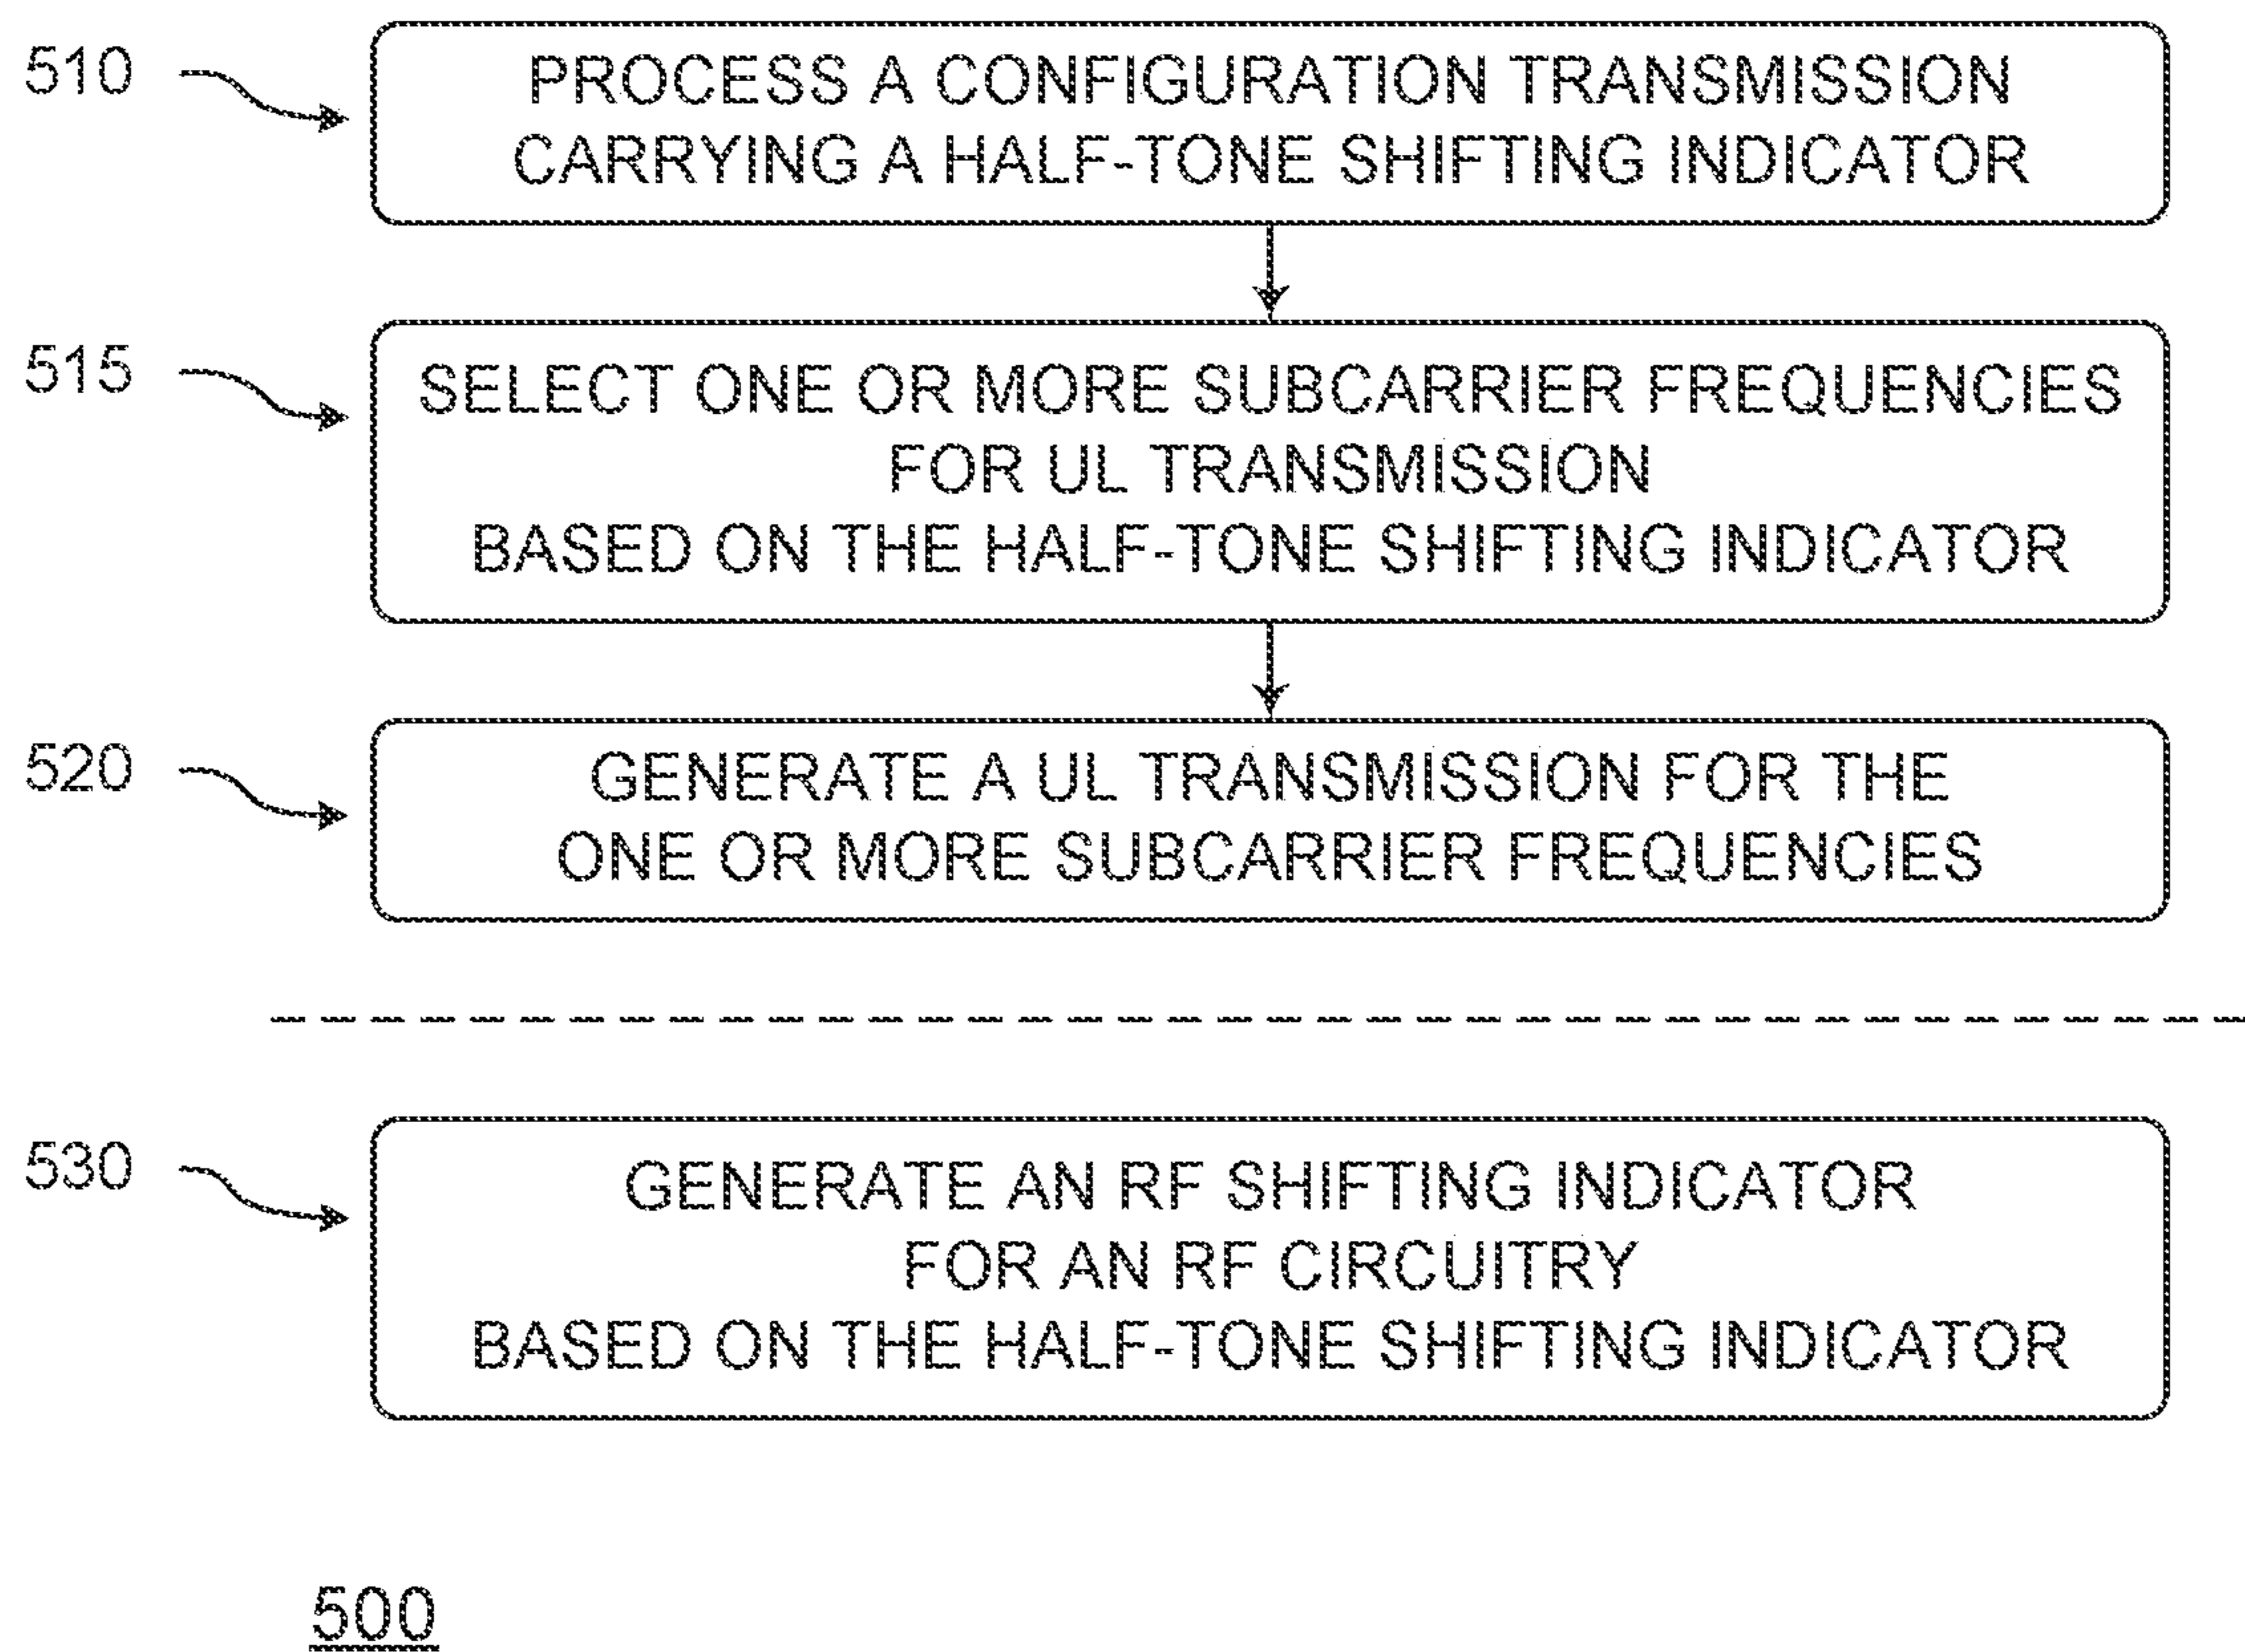 510
PROCESS A CONFIGURATION TRANSMISSION
CARRYING A HALF-TONE SHIFTING INDICATOR
515
SELECT ONE OR MORE SUBCARRIER FREQUENCIES
FOR UL TRANSMISSION
BASED ON THE HALF-TONE SHIFTING INDICATOR
520
GENERATE A UL TRANSMISSION FOR THE
ONE OR MORE SUBCARRIER FREQUENCIES
530
GENERATE AN RF SHIFTING INDICATOR
FOR AN RF CIRCUITRY
BASED ON THE HALF-TONE SHIFTING INDICATOR
500